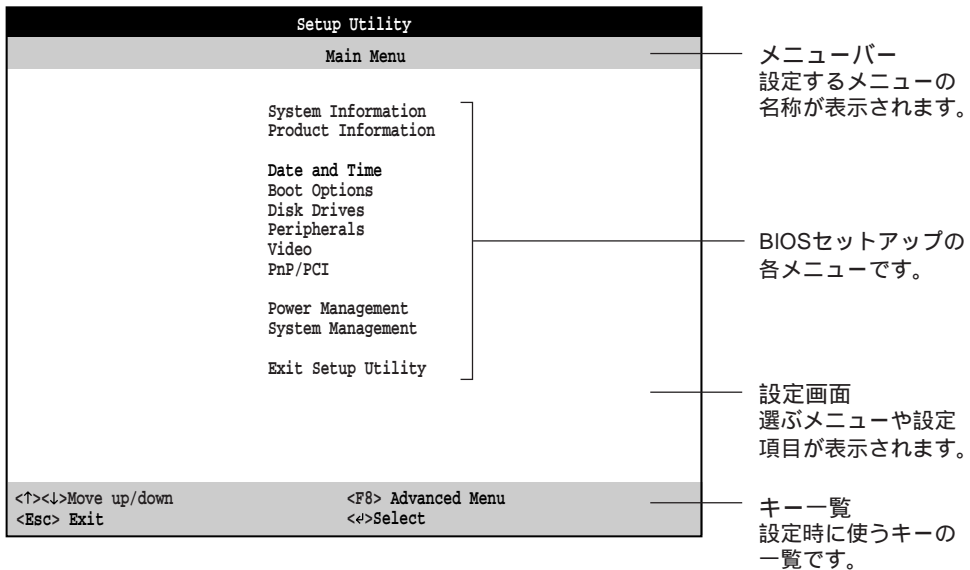 Setup Utility
Main Menu
System Information
Product Information
Date and Time
Boot Options
Disk Drives
Peripherals
Video
PnP/PCI
Power Management
System Management
Exit Setup Utility
<↑><↓>Move up/down
<F8> Advanced Menu
<Esc> Exit
<↵>Select
メニューバー
設定するメニューの
名称が表示されます。
BIOSセットアップの
各メニューです。
設定画面
選ぶメニューや設定
項目が表示されます。
キー一覧
設定時に使うキーの
一覧です。